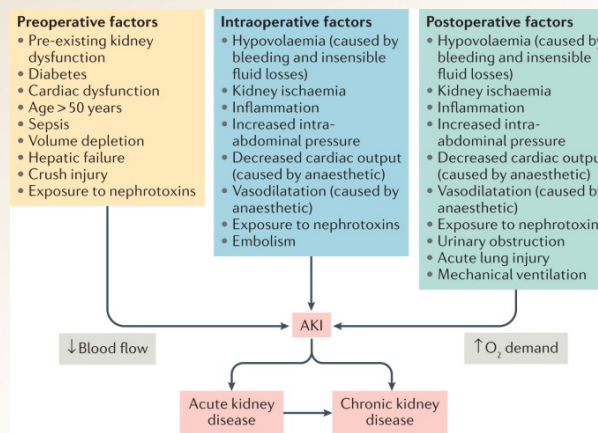 Preoperative factors
• Pre-existing kidney
dysfunction
• Diabetes
• Cardiac dysfunction
• Age > 50 years
• Sepsis
• Volume depletion
• Hepatic failure
• Crush injury
• Exposure to nephrotoxins
Intraoperative factors
• Hypovolaemia (caused by
bleeding and insensible
fluid losses)
• Kidney ischaemia
• Inflammation
• Increased intra-
abdominal pressure
• Decreased cardiac output
(caused by anaesthetic)
• Vasodilatation (caused by
anaesthetic)
• Exposure to nephrotoxins
• Embolism
Postoperative factors
• Hypovolaemia (caused by
bleeding and insensible
fluid losses)
• Kidney ischaemia
• Inflammation
• Increased intra-
abdominal pressure
• Decreased cardiac output
(caused by anaesthetic)
• Vasodilatation (caused by
anaesthetic)
• Exposure to nephrotoxin
• Urinary obstruction
• Acute lung injury
• Mechanical ventilation
↓Blood flow
AKI
↑O₂ demand
Acute kidney
disease
Chronic kidney
disease